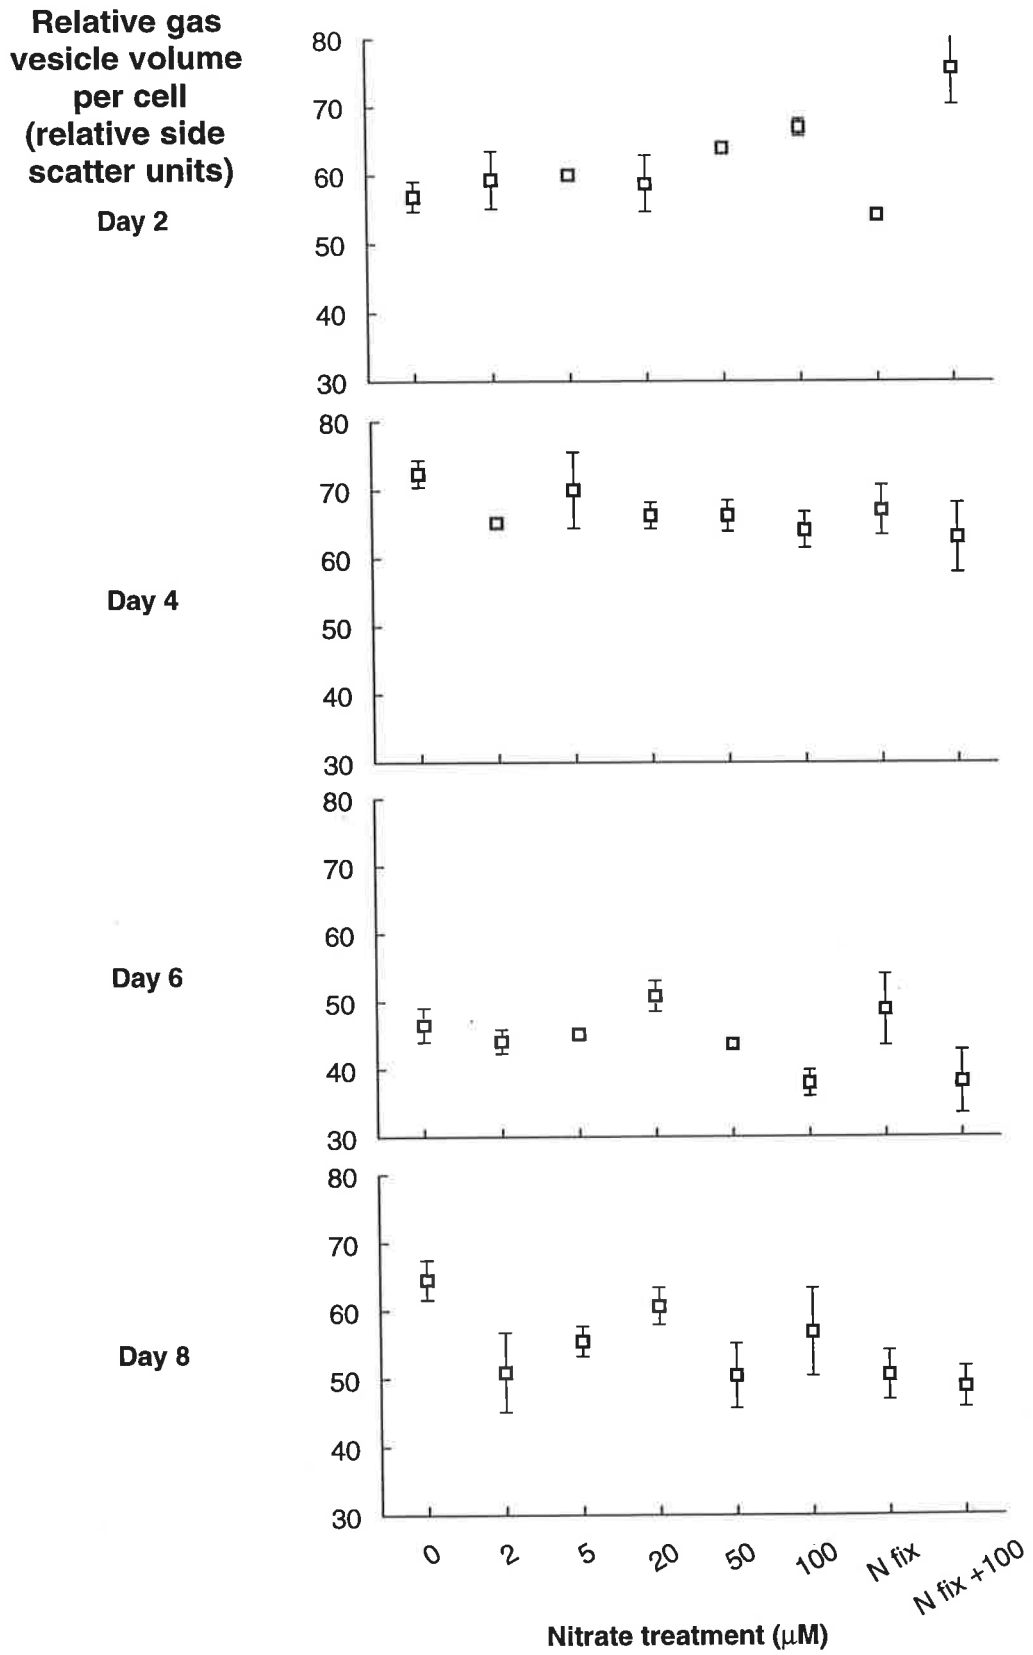 Relative gas
vesicle volume
per cell
(relative side
scatter units)
Day 2
80
70
60
50
40
30
Day 4
80
70
60
50
40
30
Day 6
80
70
60
50
40
30
Day 8
80
70
60
50
40
30
0 2 5 20 50 100 N fix N fix +100
Nitrate treatment (μM)